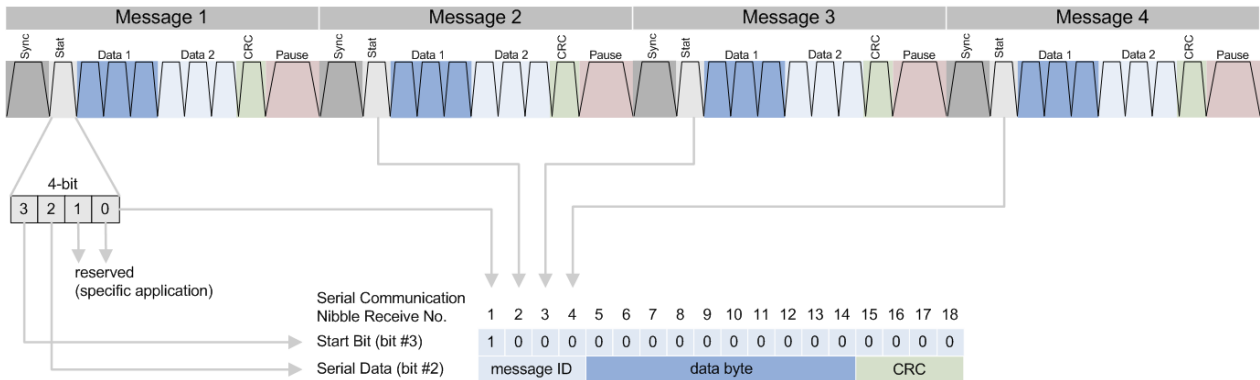 Message 1 Message 2 Message 3 Message 4
Sync Stat Data 1 Data 2 CRC Pause Sync Stat Data 1 Data 2 CRC Pause Sync Stat Data 1 Data 2 CRC Pause Sync Stat Data 1 Data 2 CRC Pause
4-bit
3 2 1 0
reserved
(specific application)
Serial Communication
Nibble Receive No. 1 2 3 4 5 6 7 8 9 10 11 12 13 14 15 16 17 18
Start Bit (bit #3) 1 0 0 0 0 0 0 0 0 0 0 0 0 0 0 0 0 0
Serial Data (bit #2) message ID data byte CRC